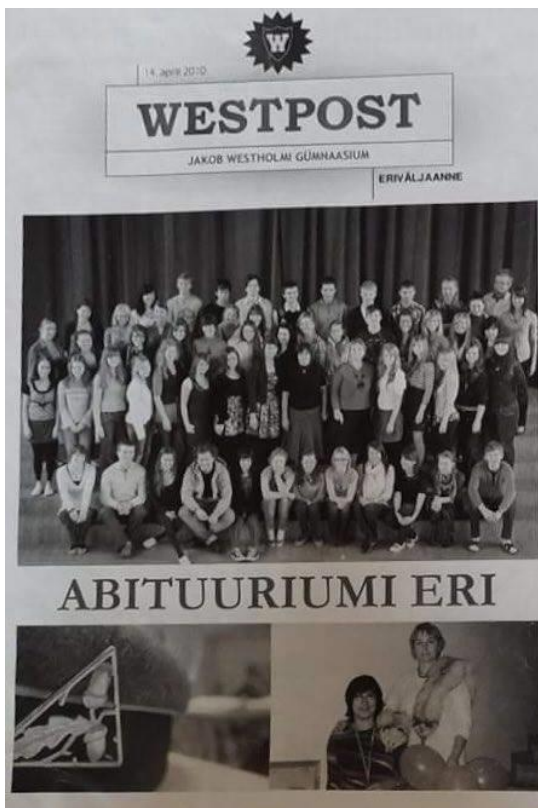 W
14. aprill 2010
WESTPOST
JAKOB WESTHOLMI GÜMNAASIUM
ERIVÄLJAANNE
ABITUURIUMI ERI